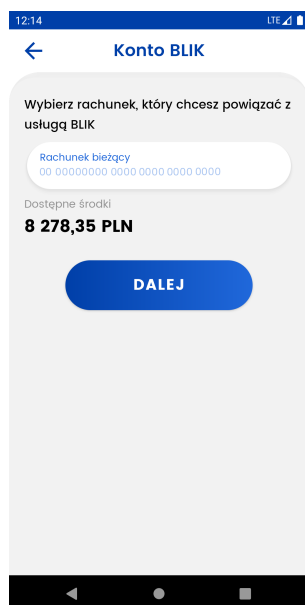 12:14
LTE
Konto BLIK
Wybierz rachunek, który chcesz powiązać z
usługą BLIK
Rachunek bieżący
00 00000000 0000 0000 0000 0000
Dostępne środki
8 278,35 PLN
DALEJ